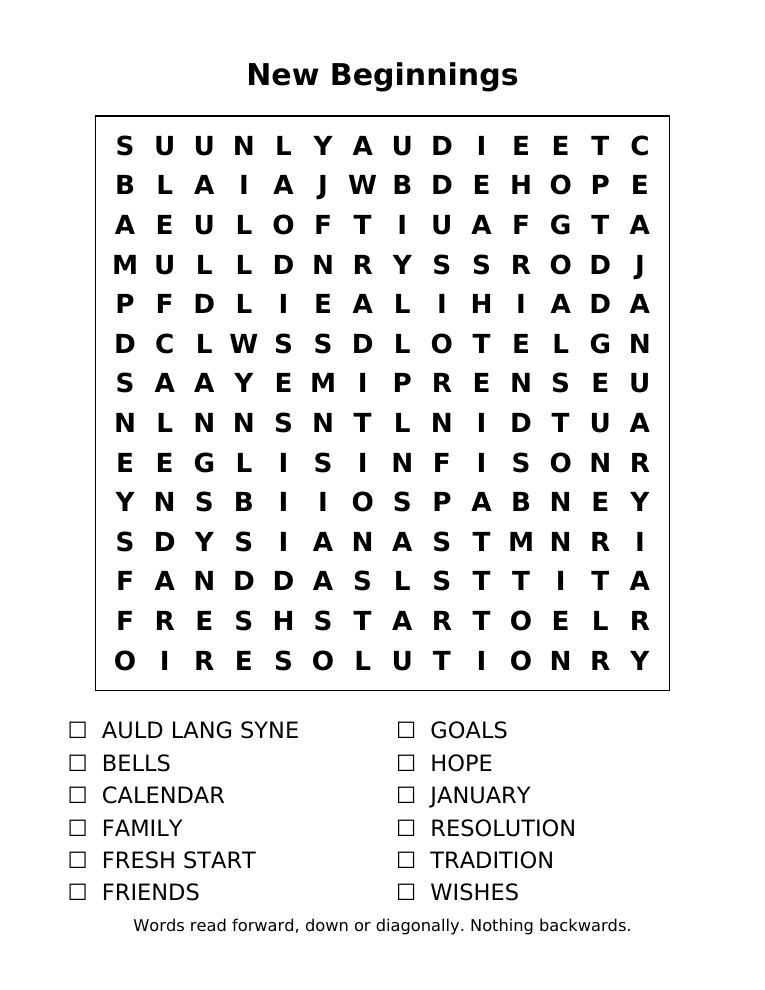 New Beginnings
S U U N L Y A U D I E E T C
B L A I A J W B D E H O P E
A E U L O F T I U A F G T A
M U L L D N R Y S S R O D J
P F D L I E A L I H I A D A
D C L W S S D L O T E L G N
S A A Y E M I P R E N S E U
N L N N S N T L N I D T U A
E E G L I S I N F I S O N R
Y N S B I I O S P A B N E Y
S D Y S I A N A S T M N R I
F A N D D A S L S T T I T A
F R E S H S T A R T O E L R
O I R E S O L U T I O N R Y
☐ AULD LANG SYNE
☐ BELLS
☐ CALENDAR
☐ FAMILY
☐ FRESH START
☐ FRIENDS
☐ GOALS
☐ HOPE
☐ JANUARY
☐ RESOLUTION
☐ TRADITION
☐ WISHES
Words read forward, down or diagonally. Nothing backwards.